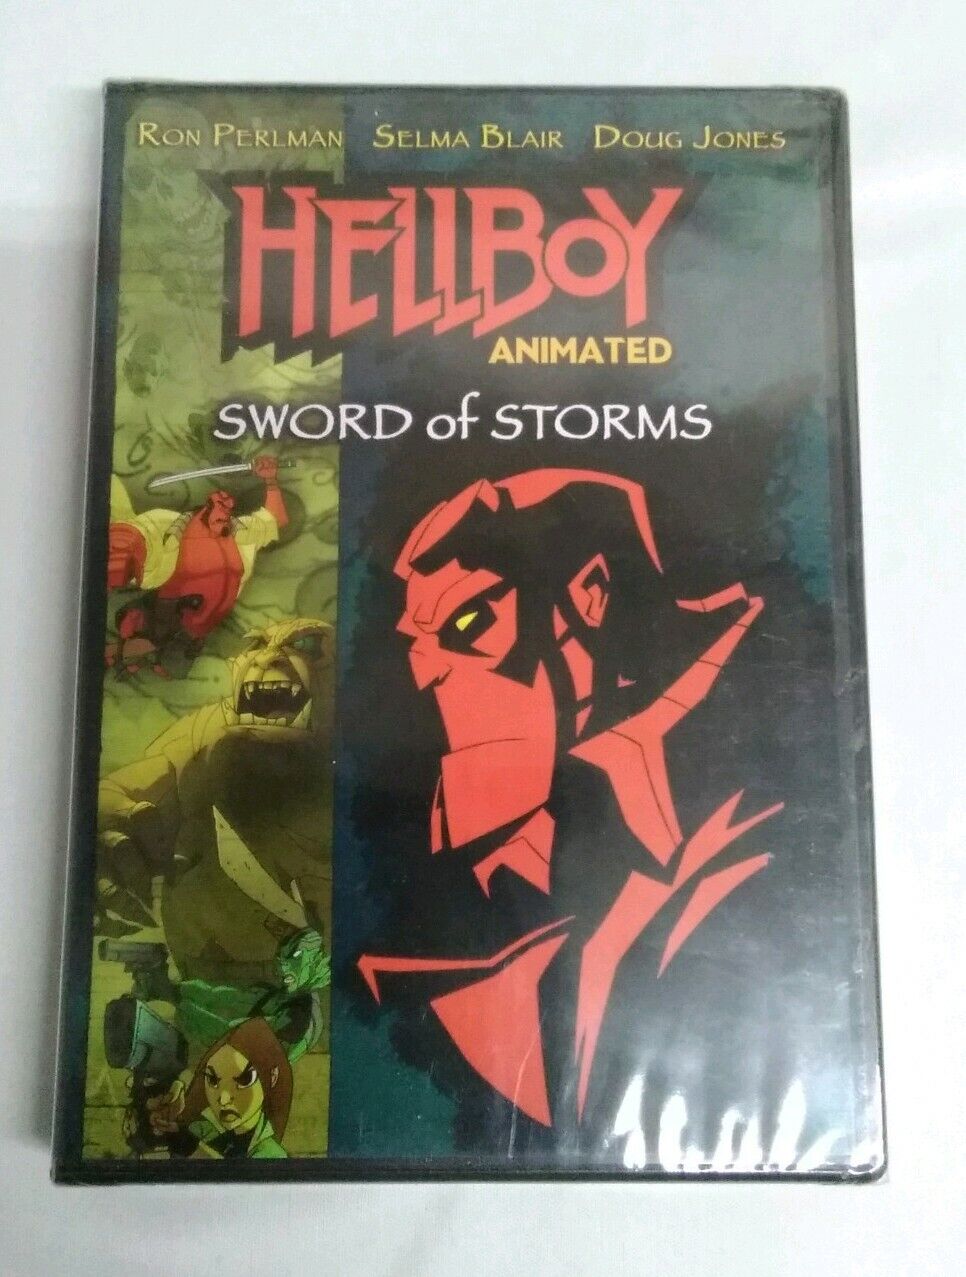 RON PERLMAN SELMA BLAIR DOUG JONES
HELLBOY
ANIMATED
SWORD of STORMS